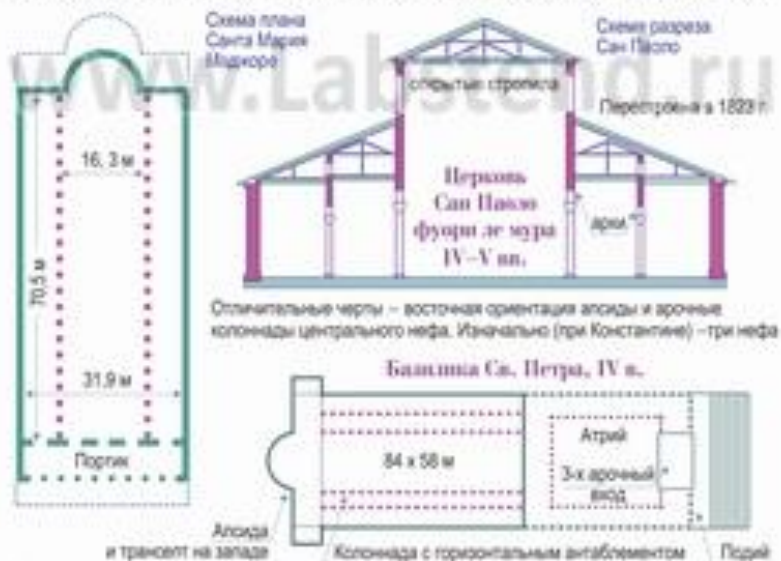 Схема плана
Санта Мария
Маджоре
Схема разреза
Сан Паоло
www.Labstend.ru
открытые стропила
Перестроена в 1823 г.
16, 3 м
Церковь
Сан Паоло
фуори ле мура
IV–V вв.
арки
70,5 м
Отличительные черты – восточная ориентация апсиды и арочные
колоннады центрального нефа. Изначально (при Константине) – три нефа
31,9 м
Портик
Базилика Св. Петра, IV в.
84 х 58 м
Атрий
3-х арочный
вход
Апсида
и трансепт на западе
Колоннада с горизонтальным антаблементом
Подий